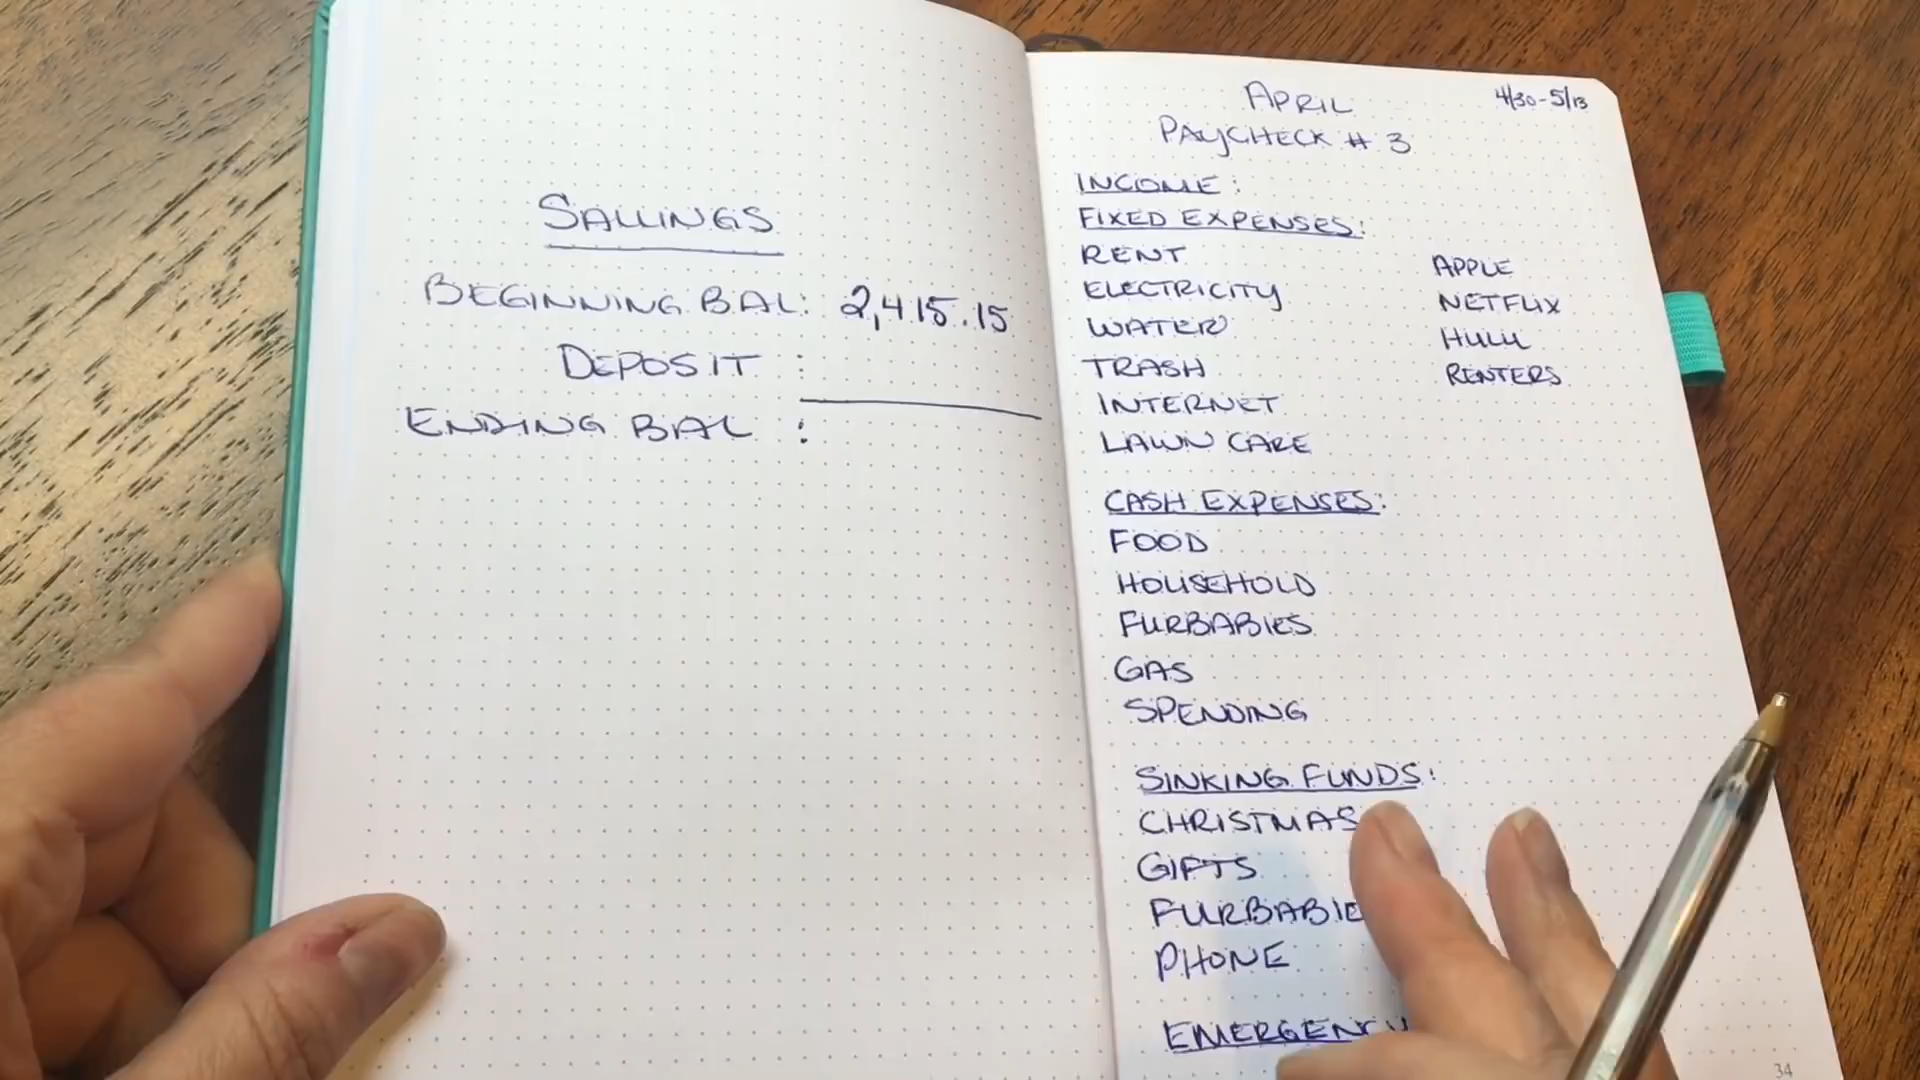 SAVINGS
BEGINNING BAL: 2,415.15
DEPOSIT :
ENDING BAL :
APRIL 4/30-5/13
PAYCHECK # 3
INCOME:
FIXED EXPENSES:
RENT
ELECTRICITY
WATER
TRASH
INTERNET
LAWN CARE
APPLE
NETFLIX
HULU
RENTERS
CASH EXPENSES:
FOOD
HOUSEHOLD
FURBABIES
GAS
SPENDING
SINKING FUNDS:
CHRISTMAS
GIFTS
FURBABIE
PHONE
EMERGENCY
34